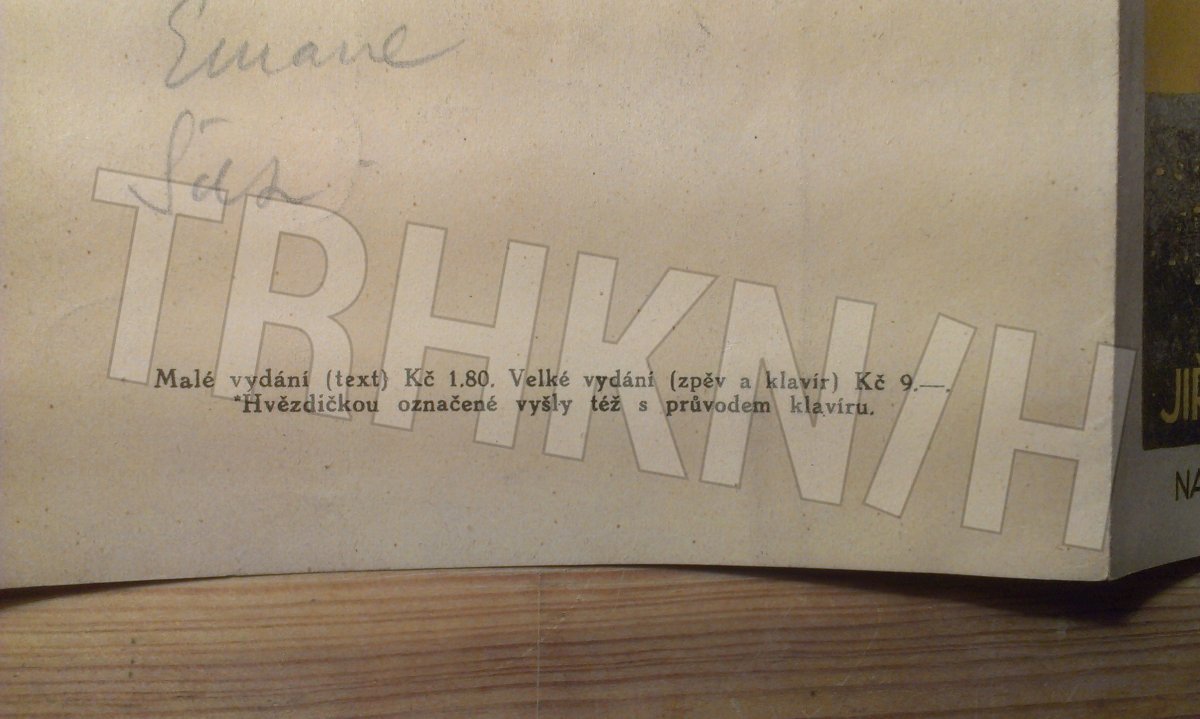 Emane
TRHKNIH
Malé vydání (text) Kč 1.80. Velké vydání (zpěv a klavír) Kč 9.—.
*Hvězdičkou označené vyšly též s průvodem klavíru.
JIR
NA